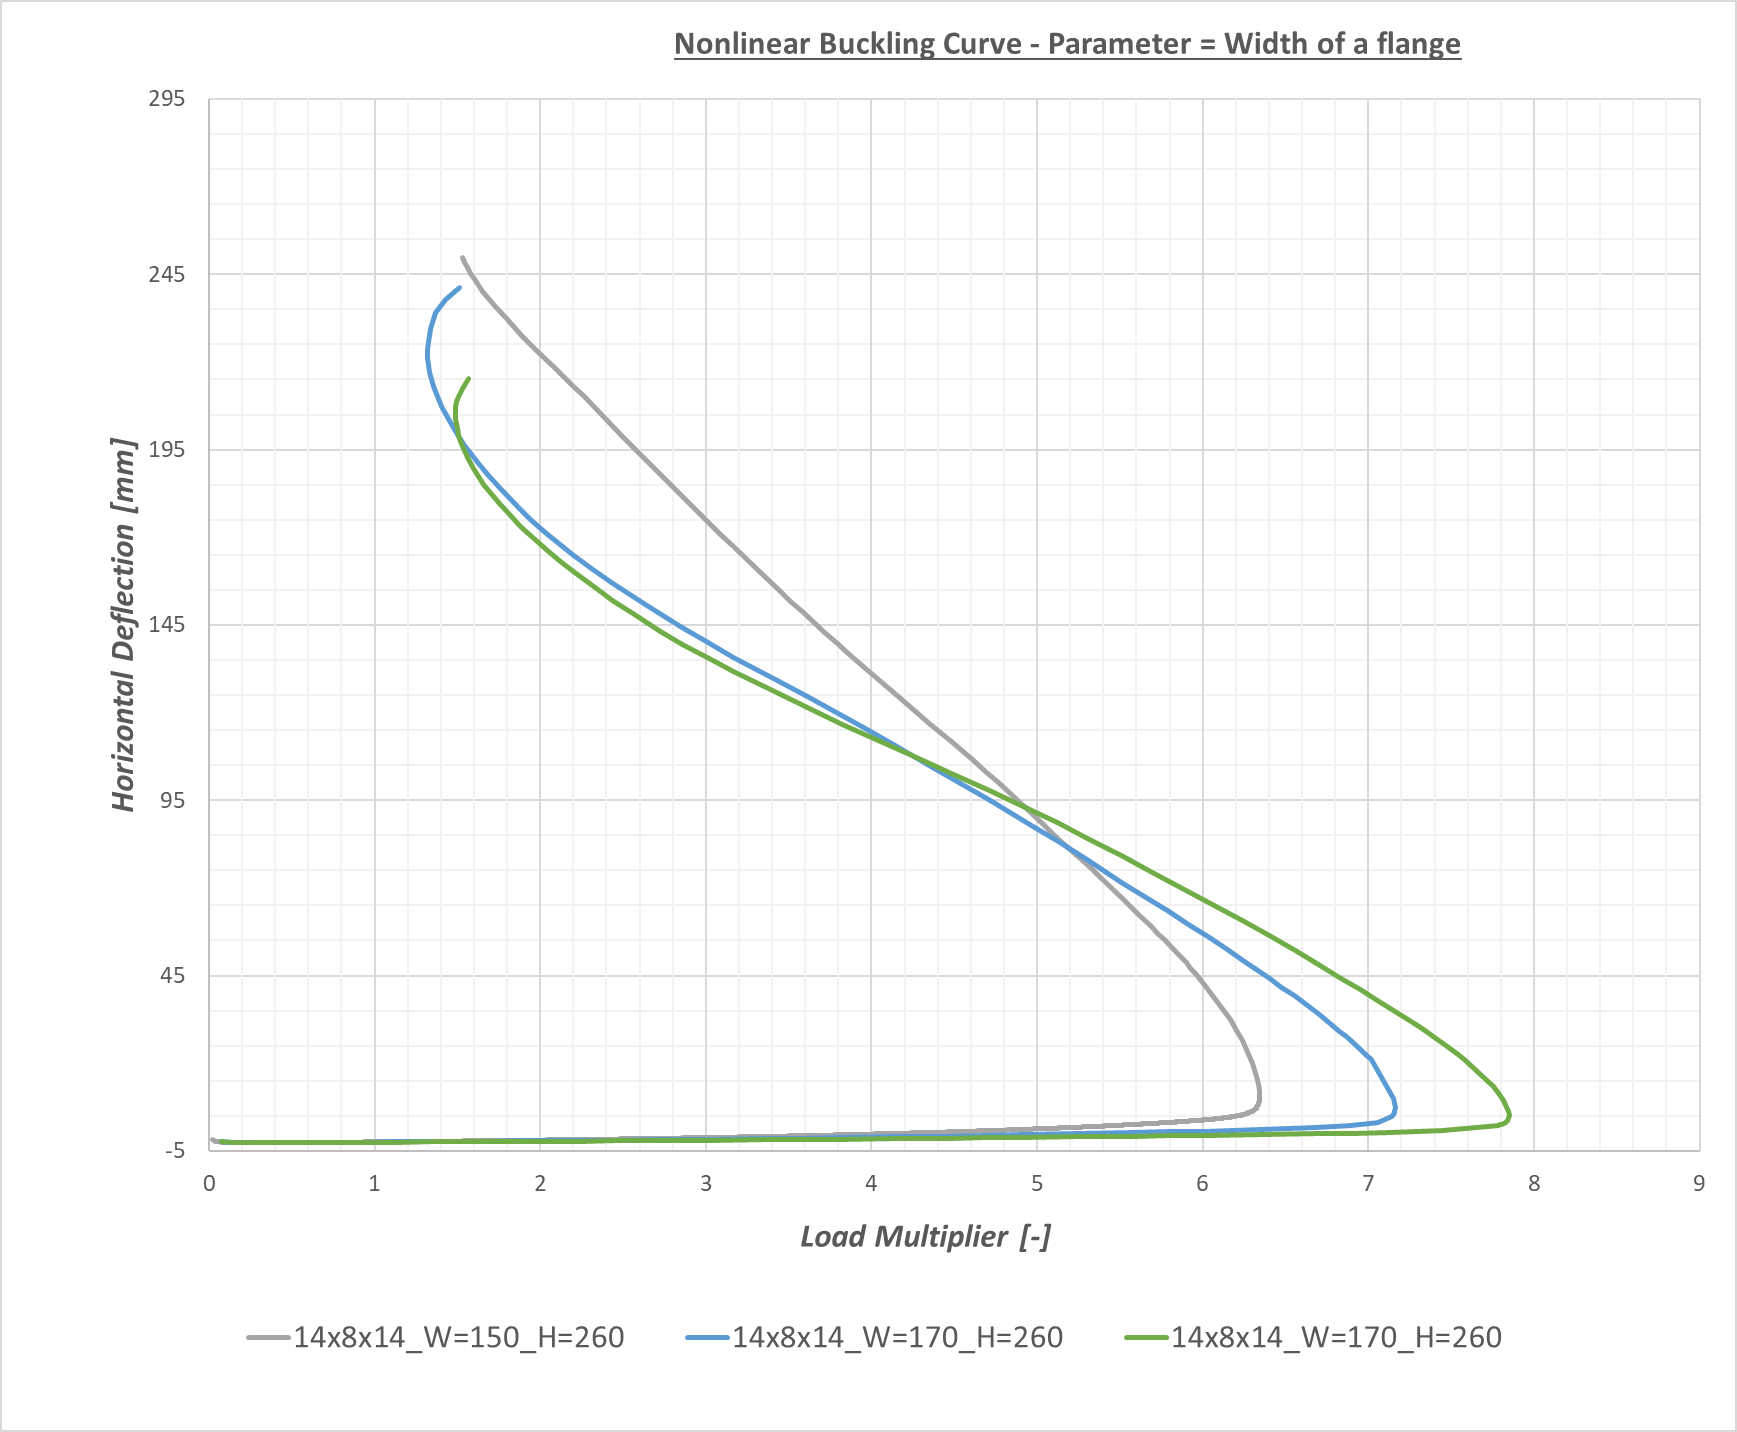 Nonlinear Buckling Curve - Parameter = Width of a flange
295
245
195
145
95
45
-5
Horizontal Deflection [mm]
0 1 2 3 4 5 6 7 8 9
Load Multiplier [-]
14x8x14_W=150_H=260 14x8x14_W=170_H=260 14x8x14_W=170_H=260